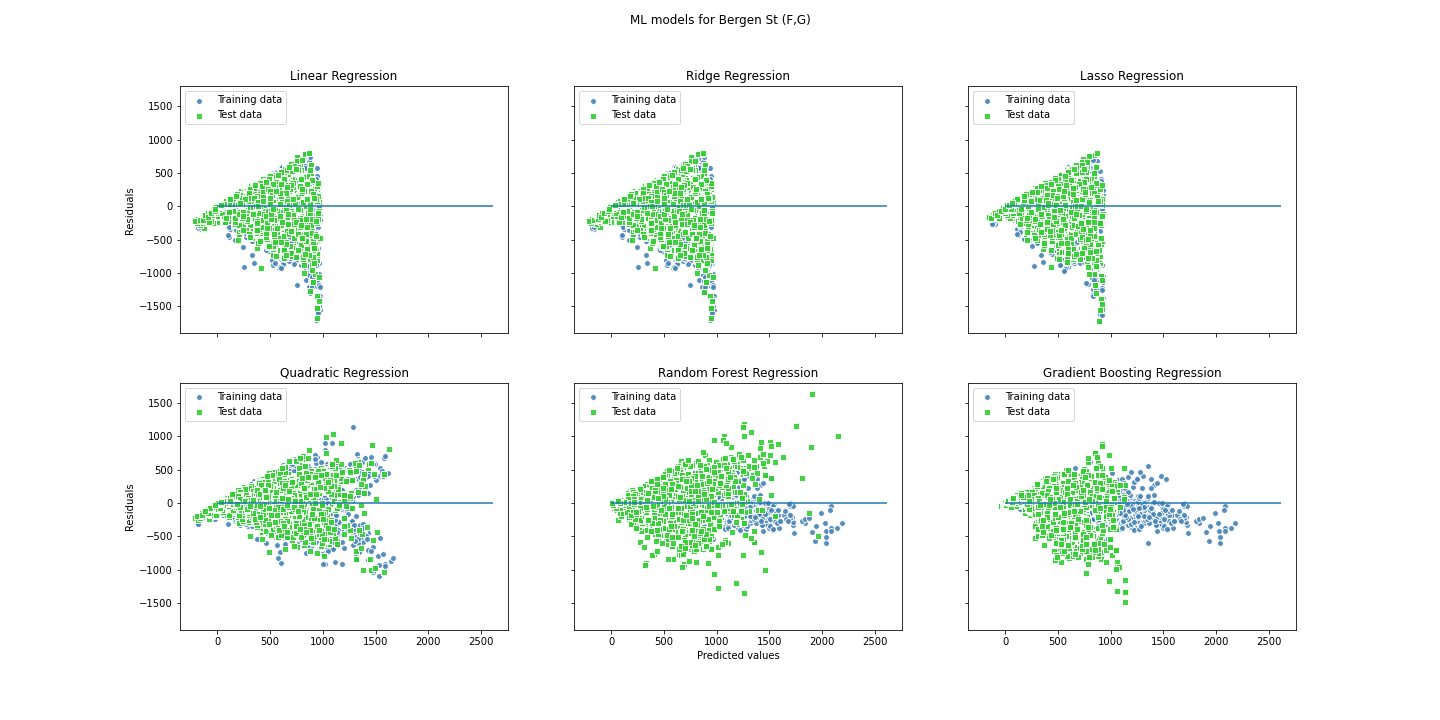 ML models for Bergen St (F,G)
Linear Regression
Training data
Test data
1500
1000
500
0
−500
−1000
−1500
Residuals
Ridge Regression
Training data
Test data
Lasso Regression
Training data
Test data
Quadratic Regression
Training data
Test data
1500
1000
500
0
−500
−1000
−1500
Residuals
0 500 1000 1500 2000 2500
Random Forest Regression
Training data
Test data
0 500 1000 1500 2000 2500
Predicted values
Gradient Boosting Regression
Training data
Test data
0 500 1000 1500 2000 2500